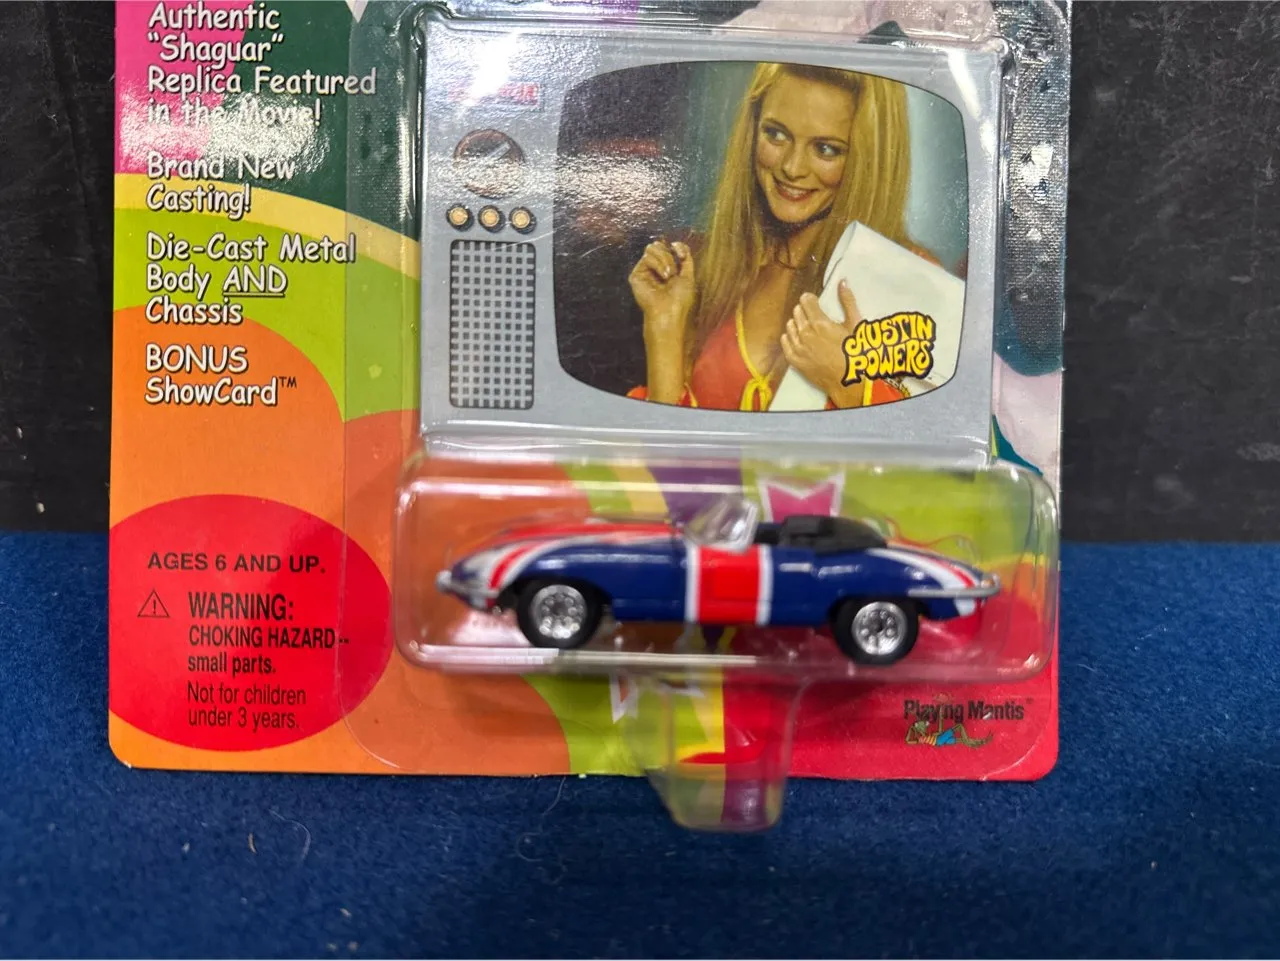 Authentic
"Shaguar"
Replica Featured
in the Movie!
Brand New
Casting!
Die-Cast Metal
Body AND
Chassis
BONUS
ShowCard™
AUSTIN
POWERS
AGES 6 AND UP.
WARNING:
CHOKING HAZARD--
small parts.
Not for children
under 3 years.
Playing Mantis™